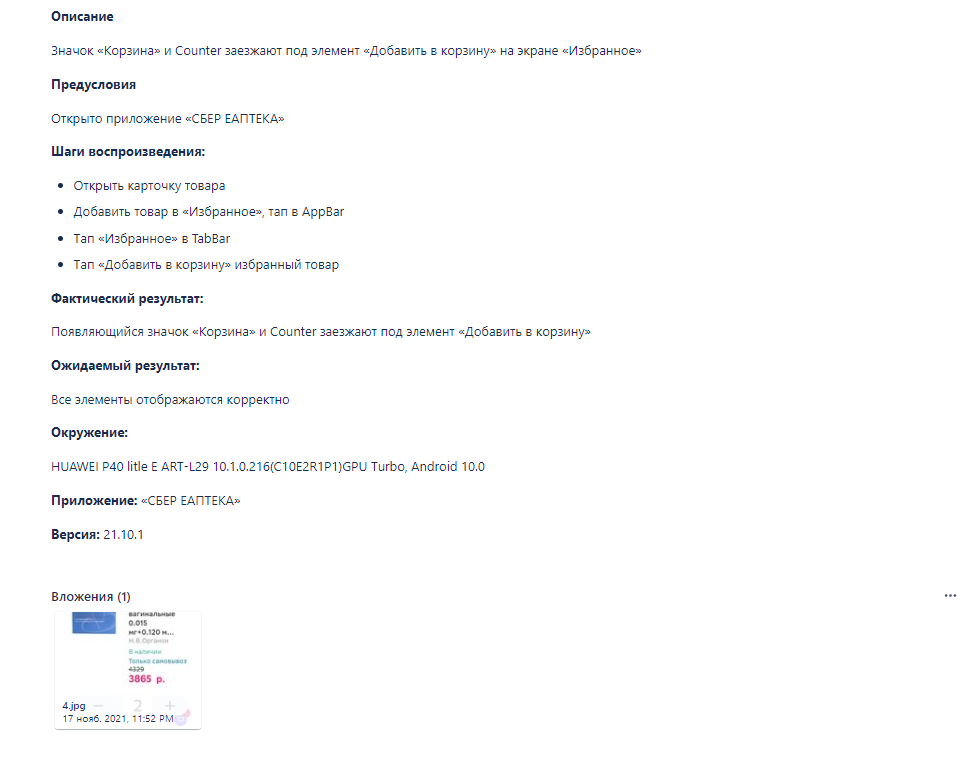 Описание
Значок «Корзина» и Counter заезжают под элемент «Добавить в корзину» на экране «Избранное»
Предусловия
Открыто приложение «СБЕР ЕАПТЕКА»
Шаги воспроизведения:
Открыть карточку товара
Добавить товар в «Избранное», тап в AppBar
Тап «Избранное» в TabBar
Тап «Добавить в корзину» избранный товар
Фактический результат:
Появляющийся значок «Корзина» и Counter заезжают под элемент «Добавить в корзину»
Ожидаемый результат:
Все элементы отображаются корректно
Окружение:
HUAWEI P40 litle E ART-L29 10.1.0.216(C10E2R1P1)GPU Turbo, Android 10.0
Приложение: «СБЕР ЕАПТЕКА»
Версия: 21.10.1
Вложения (1)
вагинальные
0.015
мг+0.120 м...
Н.В.Органон
В наличии
Только самовывоз
4329
3865 р.
4.jpg
2
17 нояб. 2021, 11:52 PM